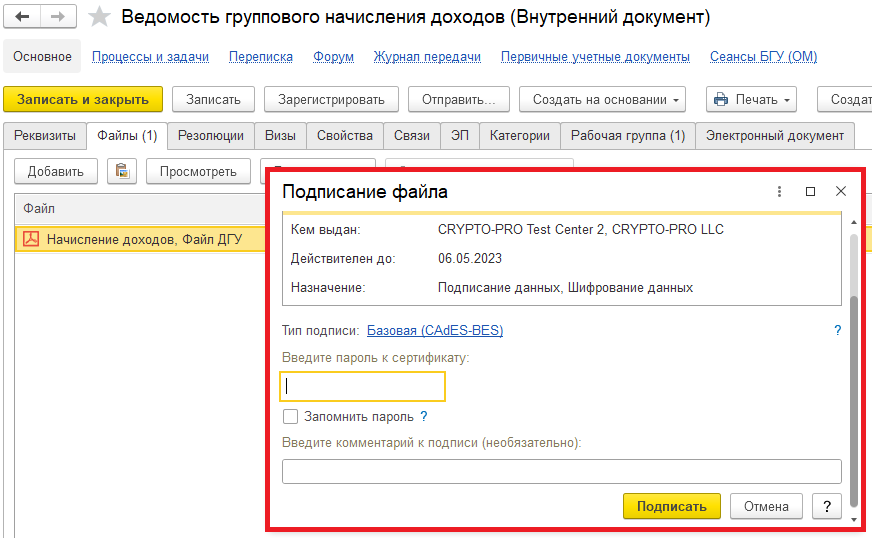 Ведомость группового начисления доходов (Внутренний документ)
Основное Процессы и задачи Переписка Форум Журнал передачи Первичные учетные документы Сеансы БГУ (ОМ)
Записать и закрыть Записать Зарегистрировать Отправить... Создать на основании Печать Создат
Реквизиты Файлы (1) Резолюции Визы Свойства Связи ЭП Категории Рабочая группа (1) Электронный документ
Добавить Просмотреть
Файл
Начисление доходов, Файл ДГУ
Подписание файла
Кем выдан: CRYPTO-PRO Test Center 2, CRYPTO-PRO LLC
Действителен до: 06.05.2023
Назначение: Подписание данных, Шифрование данных
Тип подписи: Базовая (CAdES-BES) ?
Введите пароль к сертификату:
Запомнить пароль ?
Введите комментарий к подписи (необязательно):
Подписать Отмена ?